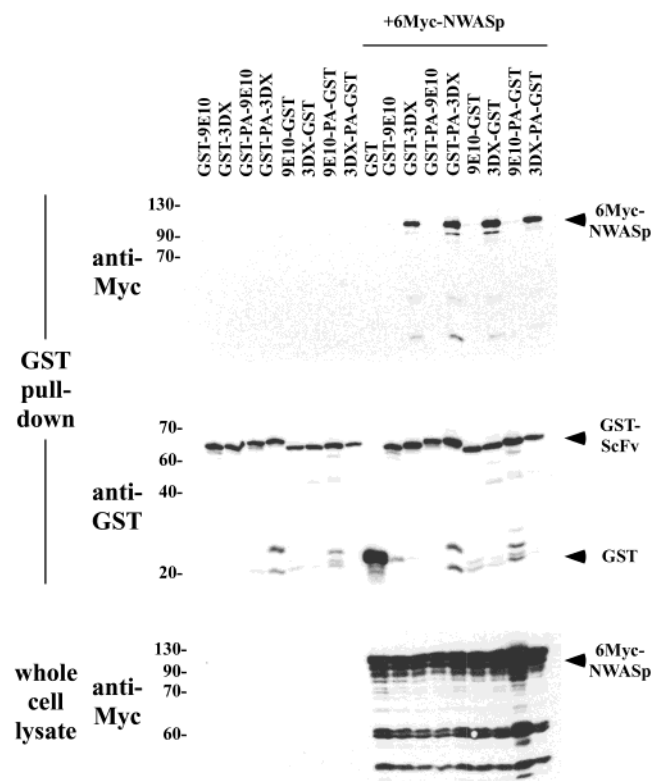 +6Myc-NWASp
GST-9E10
GST-3DX
GST-PA-9E10
GST-PA-3DX
9E10-GST
3DX-GST
9E10-PA-GST
3DX-PA-GST
GST
GST-9E10
GST-3DX
GST-PA-9E10
GST-PA-3DX
9E10-GST
3DX-GST
9E10-PA-GST
3DX-PA-GST
GST
pull-
down
anti-
Myc
130-
90-
70-
6Myc-
NWASp
anti-
GST
70-
60-
40-
20-
GST-
ScFv
GST
whole
cell
lysate
anti-
Myc
130-
90-
70-
60-
6Myc-
NWASp